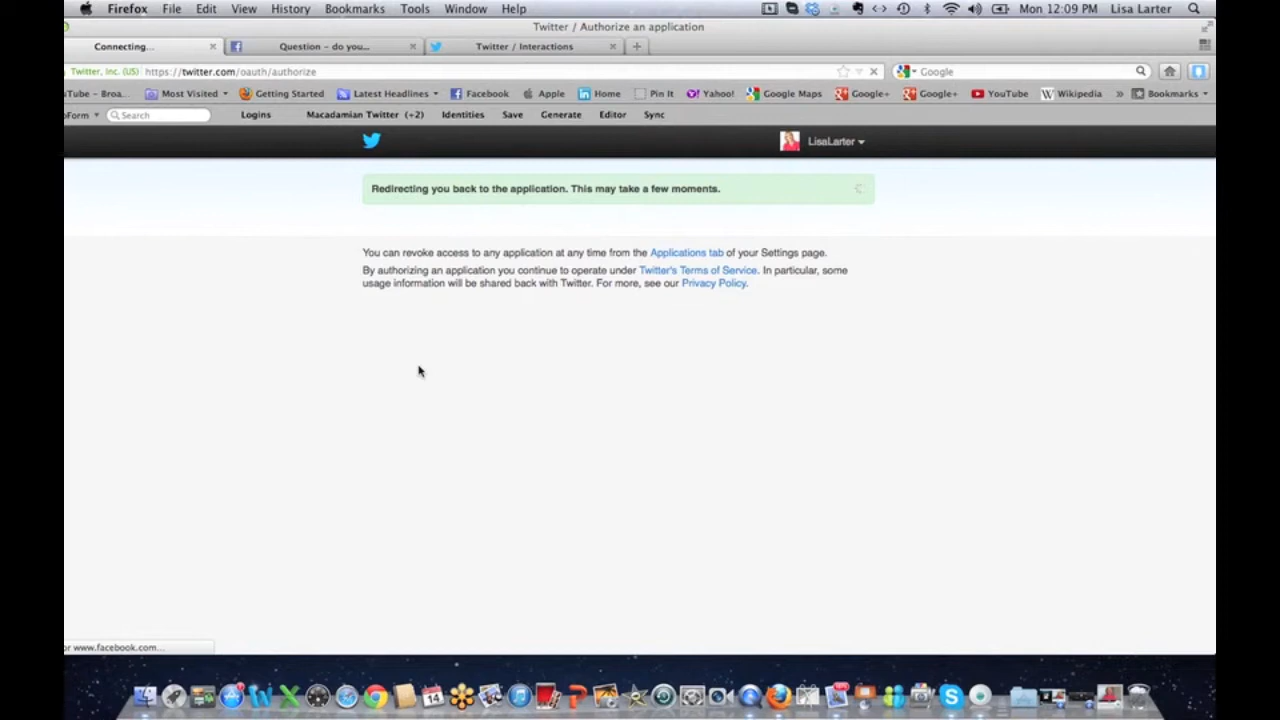 Firefox File Edit View History Bookmarks Tools Window Help Mon 12:09 PM Lisa Larter
Twitter / Authorize an application
Connecting... Question – do you... Twitter / Interactions
Twitter, Inc. (US) https://twitter.com/oauth/authorize Google
uTube – Broa... Most Visited Getting Started Latest Headlines Facebook Apple Home Pin It Yahoo! Google Maps Google+ Google+ YouTube Wikipedia » Bookmarks
oForm Search Logins Macadamian Twitter (+2) Identities Save Generate Editor Sync
LisaLarter
Redirecting you back to the application. This may take a few moments.
You can revoke access to any application at any time from the Applications tab of your Settings page.
By authorizing an application you continue to operate under Twitter's Terms of Service. In particular, some
usage information will be shared back with Twitter. For more, see our Privacy Policy.
or www.facebook.com...
14